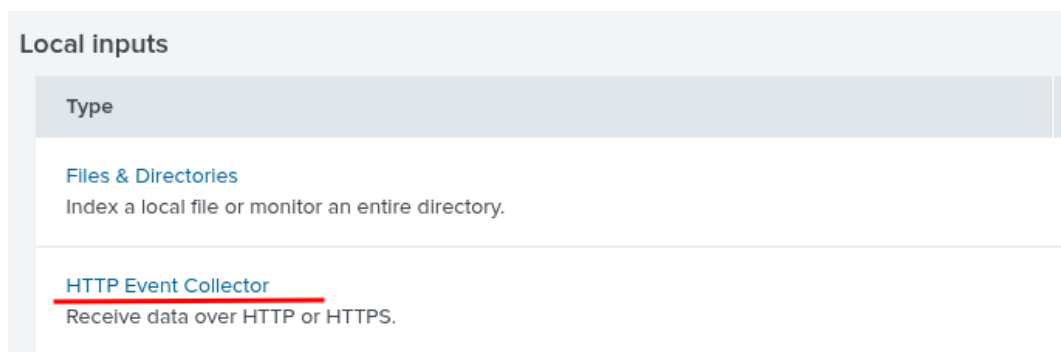 Local inputs
Type
Files & Directories
Index a local file or monitor an entire directory.
HTTP Event Collector
Receive data over HTTP or HTTPS.